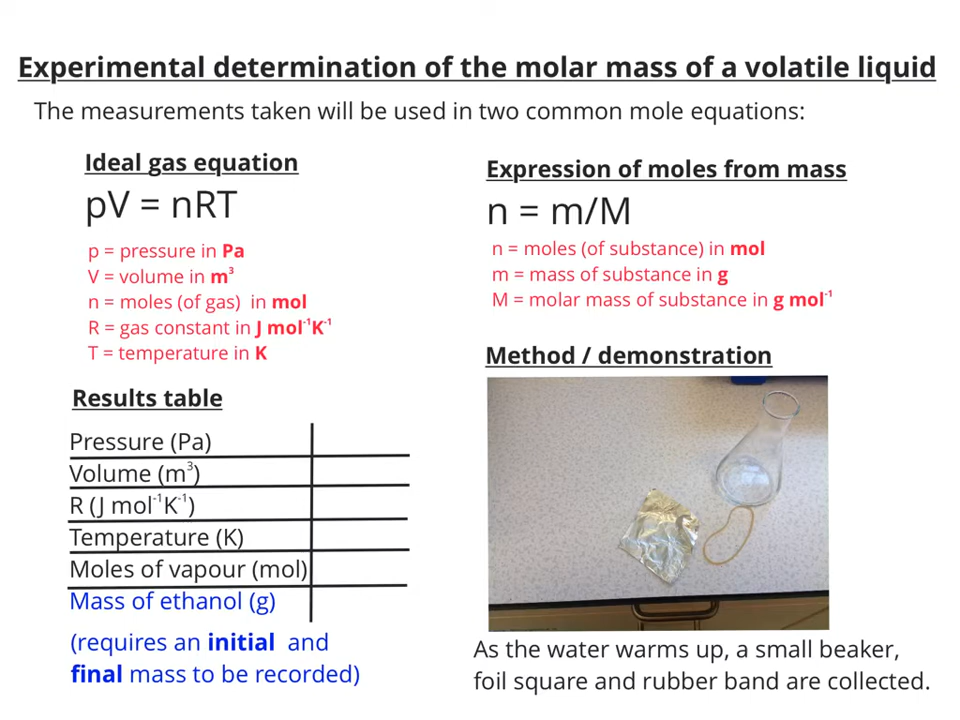 Experimental determination of the molar mass of a volatile liquid
The measurements taken will be used in two common mole equations:
Ideal gas equation
pV = nRT
p = pressure in Pa
V = volume in m³
n = moles (of gas)  in mol
R = gas constant in J mol⁻¹K⁻¹
T = temperature in K
Expression of moles from mass
n = m/M
n = moles (of substance) in mol
m = mass of substance in g
M = molar mass of substance in g mol⁻¹
Results table
Pressure (Pa)
Volume (m³)
R (J mol⁻¹K⁻¹)
Temperature (K)
Moles of vapour (mol)
Mass of ethanol (g)
(requires an initial  and
final mass to be recorded)
Method / demonstration
As the water warms up, a small beaker,
foil square and rubber band are collected.